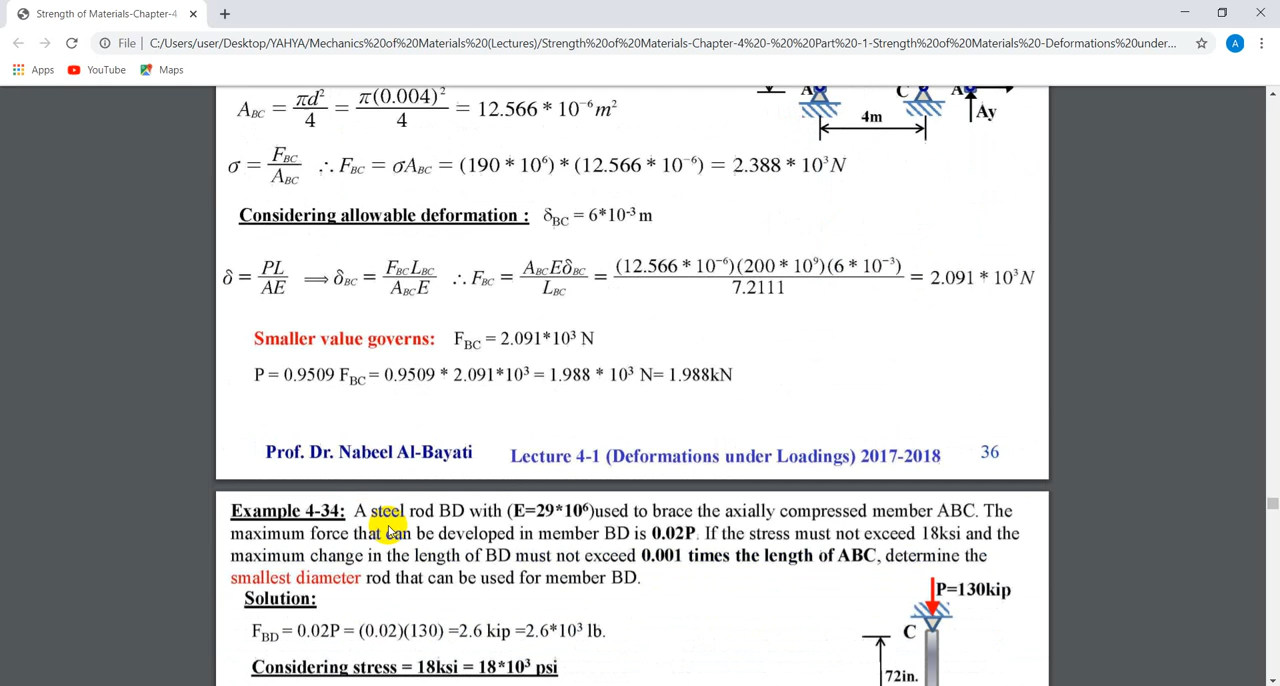 Strength of Materials-Chapter-4
File | C:/Users/user/Desktop/YAHYA/Mechanics%20of%20Materials%20(Lectures)/Strength%20of%20Materials-Chapter-4%20-%20%20Part%20-1-Strength%20of%20Materials%20-Deformations%20under...
A
Apps YouTube Maps
A C A
A_BC = πd²/4 = π(0.004)²/4 = 12.566 * 10⁻⁶ m²
4m Ay
σ = F_BC/A_BC ∴ F_BC = σA_BC = (190 * 10⁶) * (12.566 * 10⁻⁶) = 2.388 * 10³ N
Considering allowable deformation : δ_BC = 6*10⁻³ m
δ = PL/AE ⟹ δ_BC = F_BC L_BC/A_BC E ∴ F_BC = A_BC Eδ_BC/L_BC = (12.566 * 10⁻⁶)(200 * 10⁹)(6 * 10⁻³)/7.2111 = 2.091 * 10³ N
Smaller value governs: F_BC = 2.091*10³ N
P = 0.9509 F_BC = 0.9509 * 2.091*10³ = 1.988 * 10³ N= 1.988kN
Prof. Dr. Nabeel Al-Bayati Lecture 4-1 (Deformations under Loadings) 2017-2018 36
Example 4-34: A steel rod BD with (E=29*10⁶)used to brace the axially compressed member ABC. The
maximum force that can be developed in member BD is 0.02P. If the stress must not exceed 18ksi and the
maximum change in the length of BD must not exceed 0.001 times the length of ABC, determine the
smallest diameter rod that can be used for member BD.
Solution:
P=130kip
F_BD = 0.02P = (0.02)(130) =2.6 kip =2.6*10³ lb.
C
Considering stress = 18ksi = 18*10³ psi
72in.